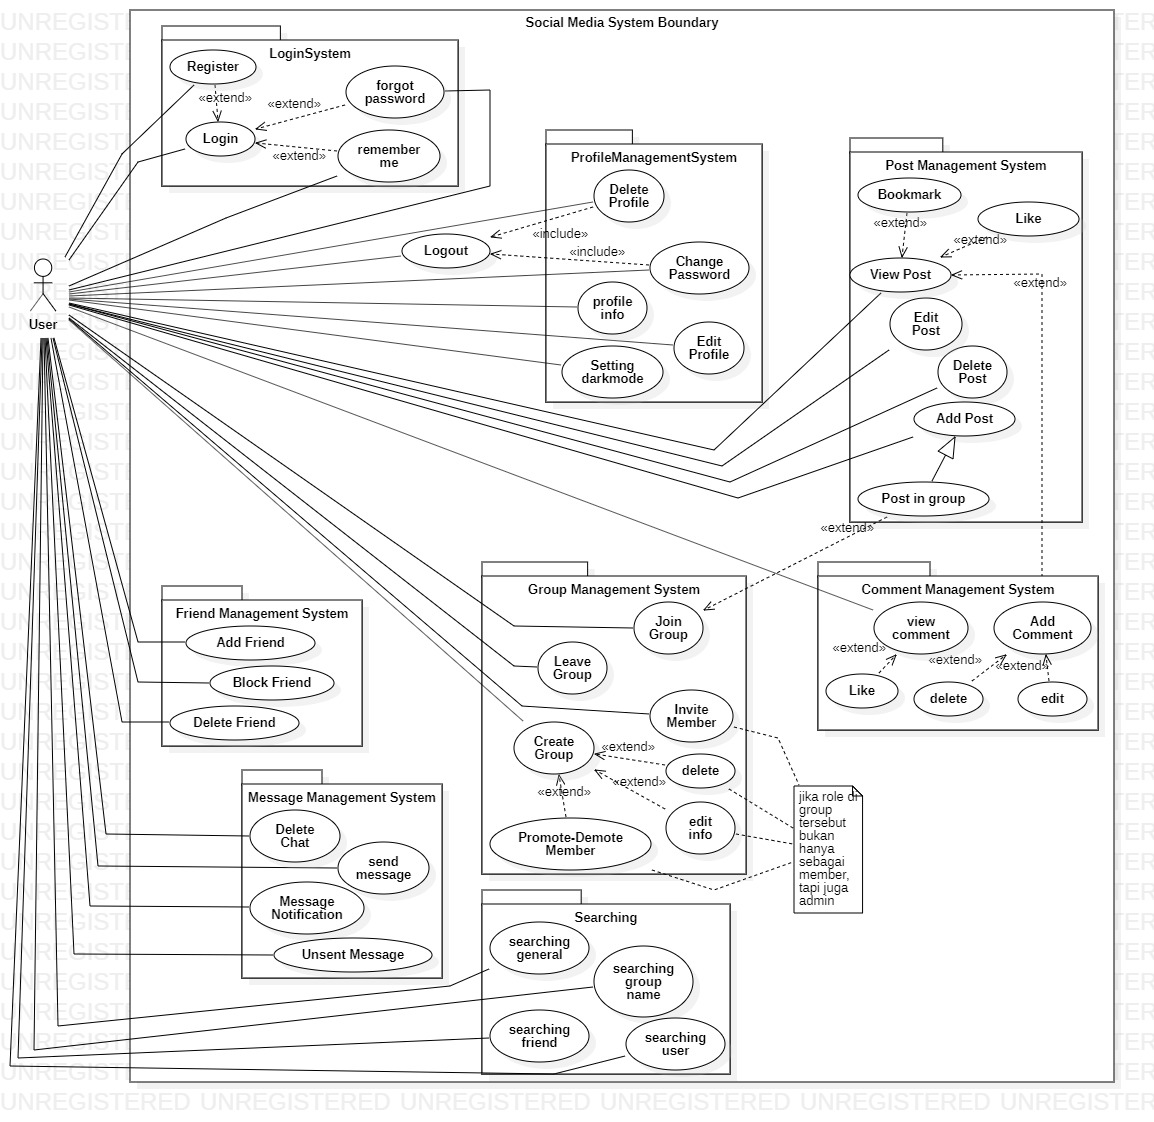 Social Media System Boundary
LoginSystem
Register
«extend»
Login
«extend»
forgot
password
«extend»
remember
me
User
ProfileManagementSystem
Delete
Profile
«include»
Logout
«include»
Change
Password
profile
info
Edit
Profile
Setting
darkmode
Post Management System
Bookmark
«extend»
Like
«extend»
View Post
«extend»
Edit
Post
Delete
Post
Add Post
Post in group
«extend»
Friend Management System
Add Friend
Block Friend
Delete Friend
Group Management System
Join
Group
Leave
Group
Invite
Member
Create
Group
«extend»
delete
«extend»
«extend»
edit
info
Promote-Demote
Member
Comment Management System
view
comment
Add
Comment
«extend»
«extend»
«extend»
Like
delete
edit
jika role di
group
tersebut
bukan
hanya
sebagai
member,
tapi juga
admin
Message Management System
Delete
Chat
send
message
Message
Notification
Unsent Message
Searching
searching
general
searching
group
name
searching
friend
searching
user
UNREGISTERED UNREGISTERED UNREGISTERED UNREGISTERED UNREGISTERED UNREGISTER